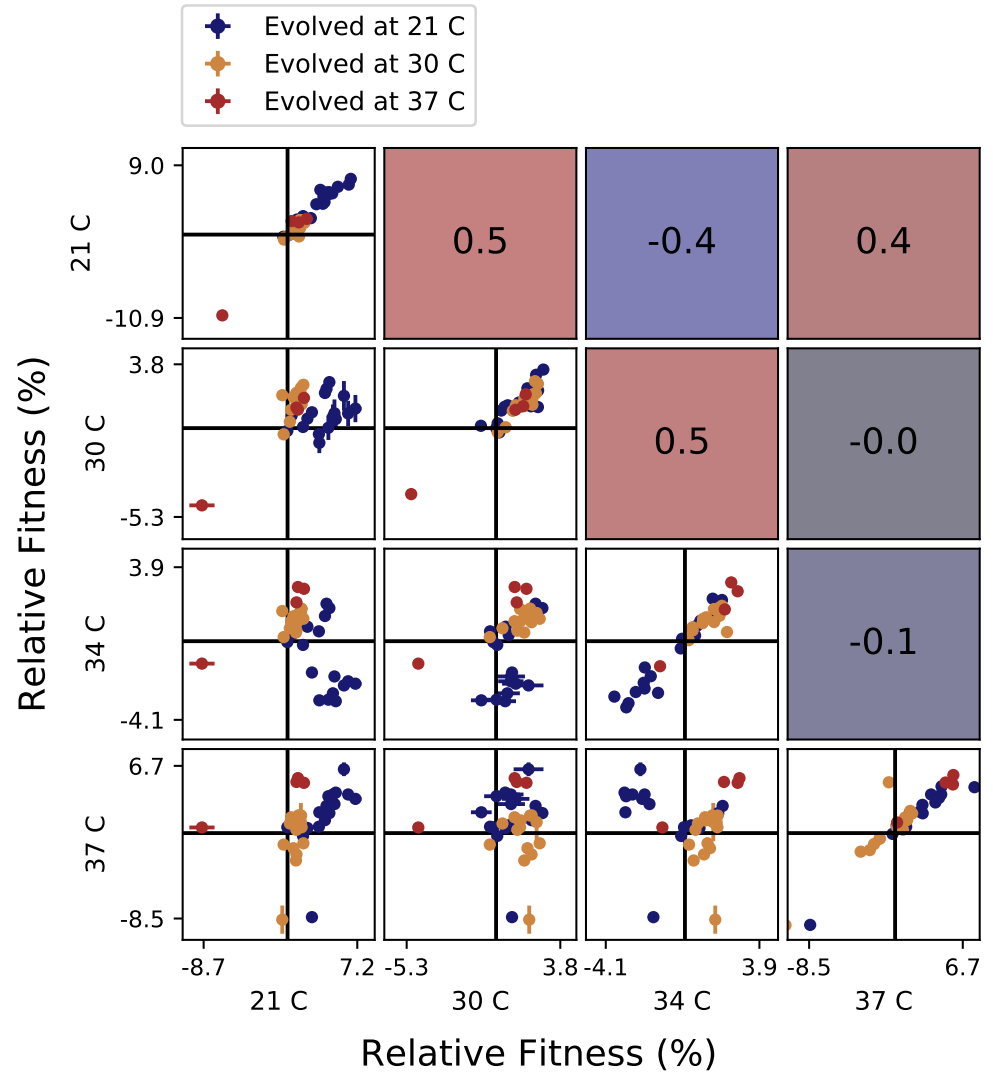 Evolved at 21 C
Evolved at 30 C
Evolved at 37 C
9.0
21 C
0.5
-0.4
0.4
-10.9
3.8
30 C
0.5
-0.0
-5.3
Relative Fitness (%)
3.9
34 C
-0.1
-4.1
6.7
37 C
-8.5
-8.7
7.2
-5.3
3.8
-4.1
3.9
-8.5
6.7
21 C
30 C
34 C
37 C
Relative Fitness (%)